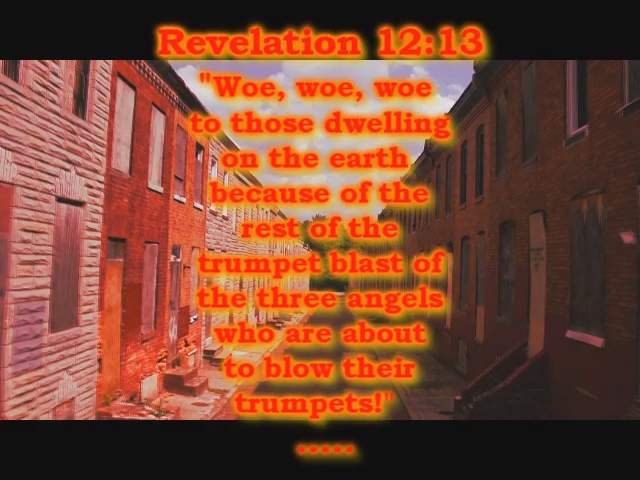 Revelation 12:13
"Woe, woe, woe
to those dwelling
on the earth,
because of the
rest of the
trumpet blast of
the three angels
who are about
to blow their
trumpets!"
.....